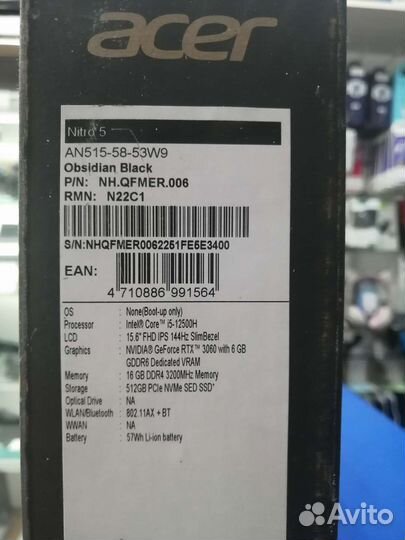 acer
Nitro 5
AN515-58-53W9
Obsidian Black
P/N: NH.QFMER.006
RMN: N22C1
S/N:NHQFMER0062251FE6E3400
EAN:
4 710886 991564
OS : None(Boot-up only)
Processor : Intel® Core™ i5-12500H
LCD : 15.6" FHD IPS 144Hz SlimBezel
Graphics : NVIDIA® GeForce RTX™ 3060 with 6 GB
GDDR6 Dedicated VRAM
Memory : 16 GB DDR4 3200MHz Memory
Storage : 512GB PCIe NVMe SED SSD*
Optical Drive : NA
WLAN/Bluetooth : 802.11AX + BT
WWAN : NA
Battery : 57Wh Li-ion battery
Avito